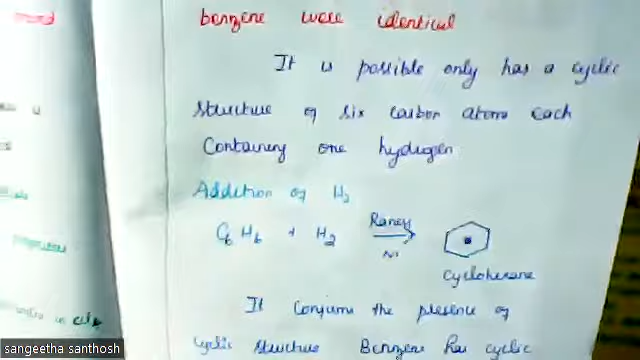 benzene were identical
It is possible only has a cyclic
structure of six carbon atoms each
containing one hydrogen
Addition of H2
C6 H6 + H2 Raney Ni
Cyclohexane
It confirms the presence of
cyclic structure Benzene has cyclic
sangeetha santhosh